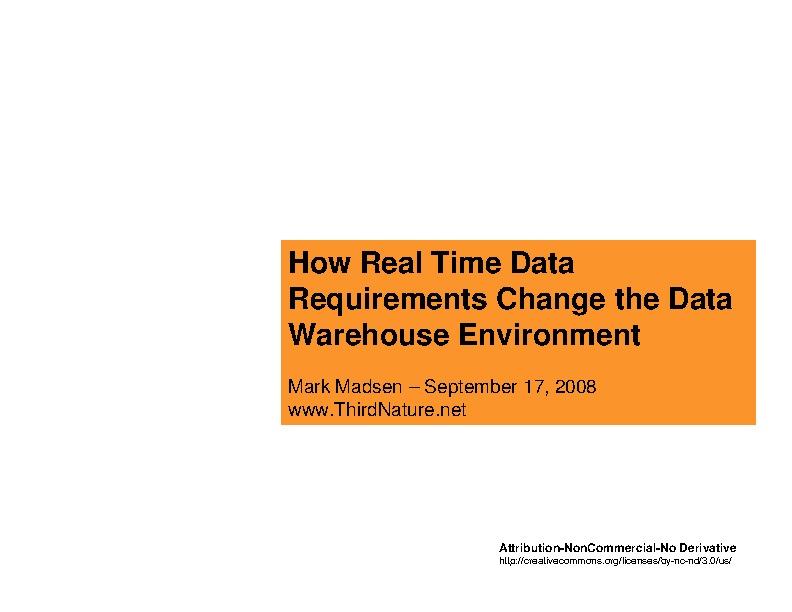 How Real Time Data
Requirements Change the Data
Warehouse Environment
Mark Madsen – September 17, 2008
www.ThirdNature.net
Attribution-NonCommercial-No Derivative
http://creativecommons.org/licenses/by-nc-nd/3.0/us/